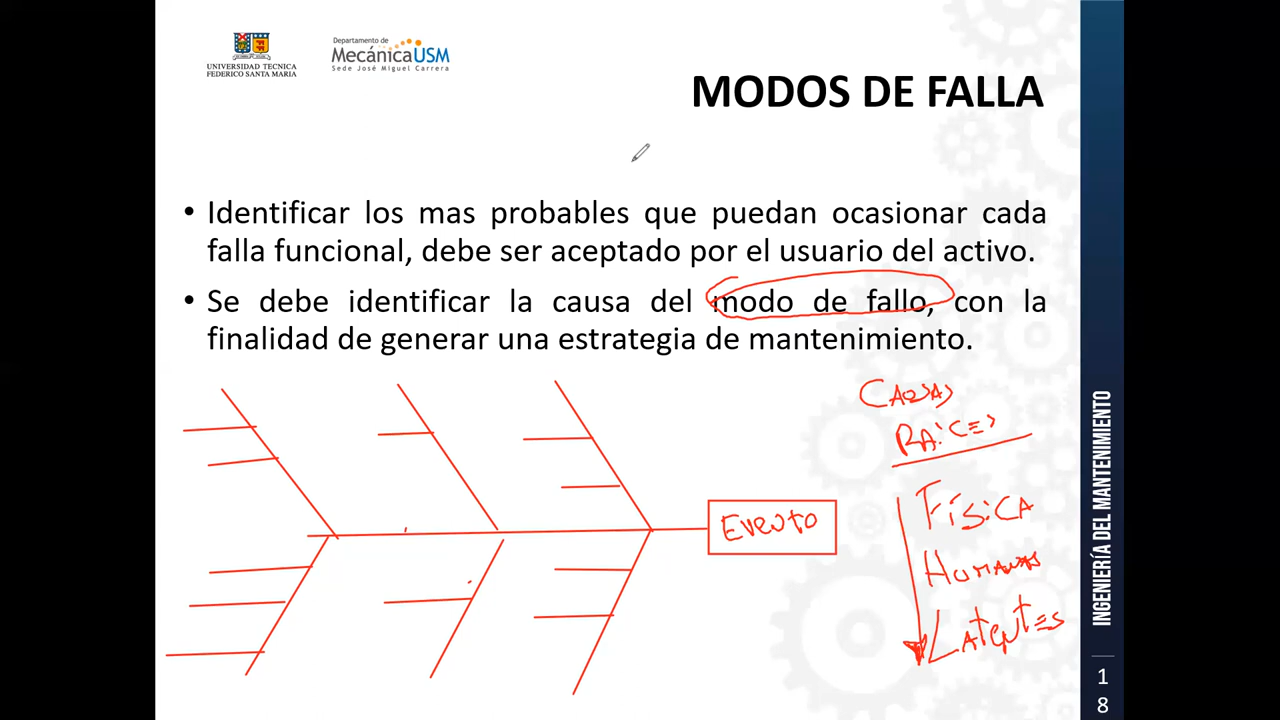 UNIVERSIDAD TECNICA
FEDERICO SANTA MARIA
Departamento de
MecánicaUSM
Sede José Miguel Carrera
MODOS DE FALLA
• Identificar los mas probables que puedan ocasionar cada
falla funcional, debe ser aceptado por el usuario del activo.
• Se debe identificar la causa del modo de fallo, con la
finalidad de generar una estrategia de mantenimiento.
CAUSAS
RAÍCES
FÍSICA
HUMANAS
LATENTES
Evento
INGENIERÍA DEL MANTENIMIENTO
1
8